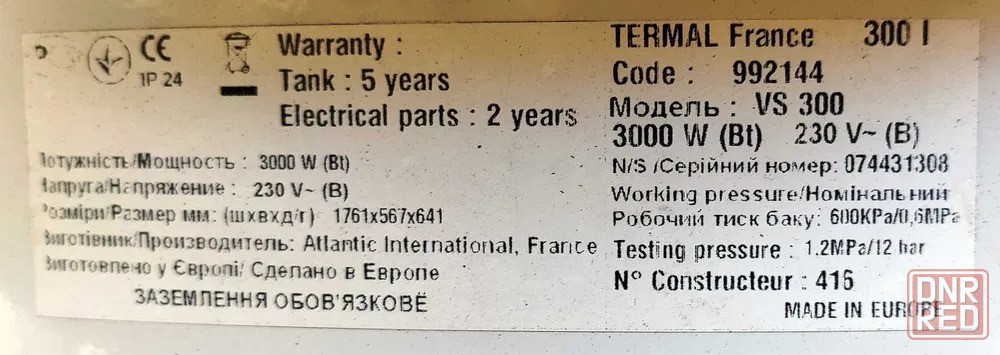 CE
IP 24
Warranty :
Tank : 5 years
Electrical parts : 2 years
отужність/Мощность : 3000 W (Bt)
апруга/Напряжение : 230 V~ (В)
озміри/Размер мм: (шхвхд/г) 1761x567x641
Виготівник/Производитель: Atlantic International, France
Виготовлено у Європі/ Сделано в Европе
ЗАЗЕМЛЕННЯ ОБОВ'ЯЗКОВЕ
TERMAL France 300 l
Code : 992144
Модель : VS 300
3000 W (Bt) 230 V~ (В)
N/S /Серійний номер: 074431308
Working pressure/Номінальний
Робочий тиск баку: 600KPa/0,6MPa
Testing pressure : 1.2MPa/12 bar
N° Constructeur : 416
MADE IN EUROPE
DNR
RED